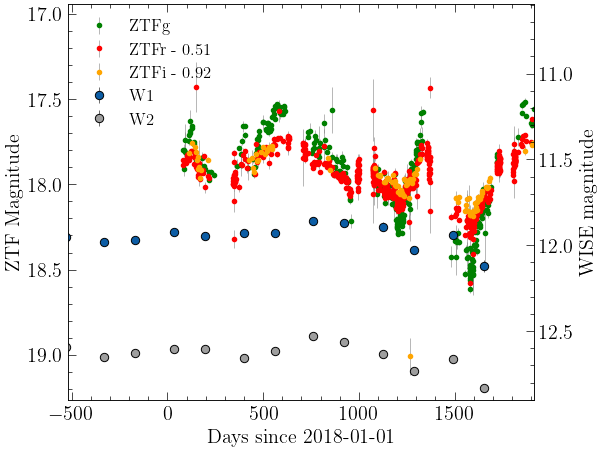 17.0
17.5
18.0
18.5
19.0
ZTF Magnitude
ZTFg
ZTFr - 0.51
ZTFi - 0.92
W1
W2
11.0
11.5
12.0
12.5
WISE magnitude
−500 0 500 1000 1500
Days since 2018-01-01